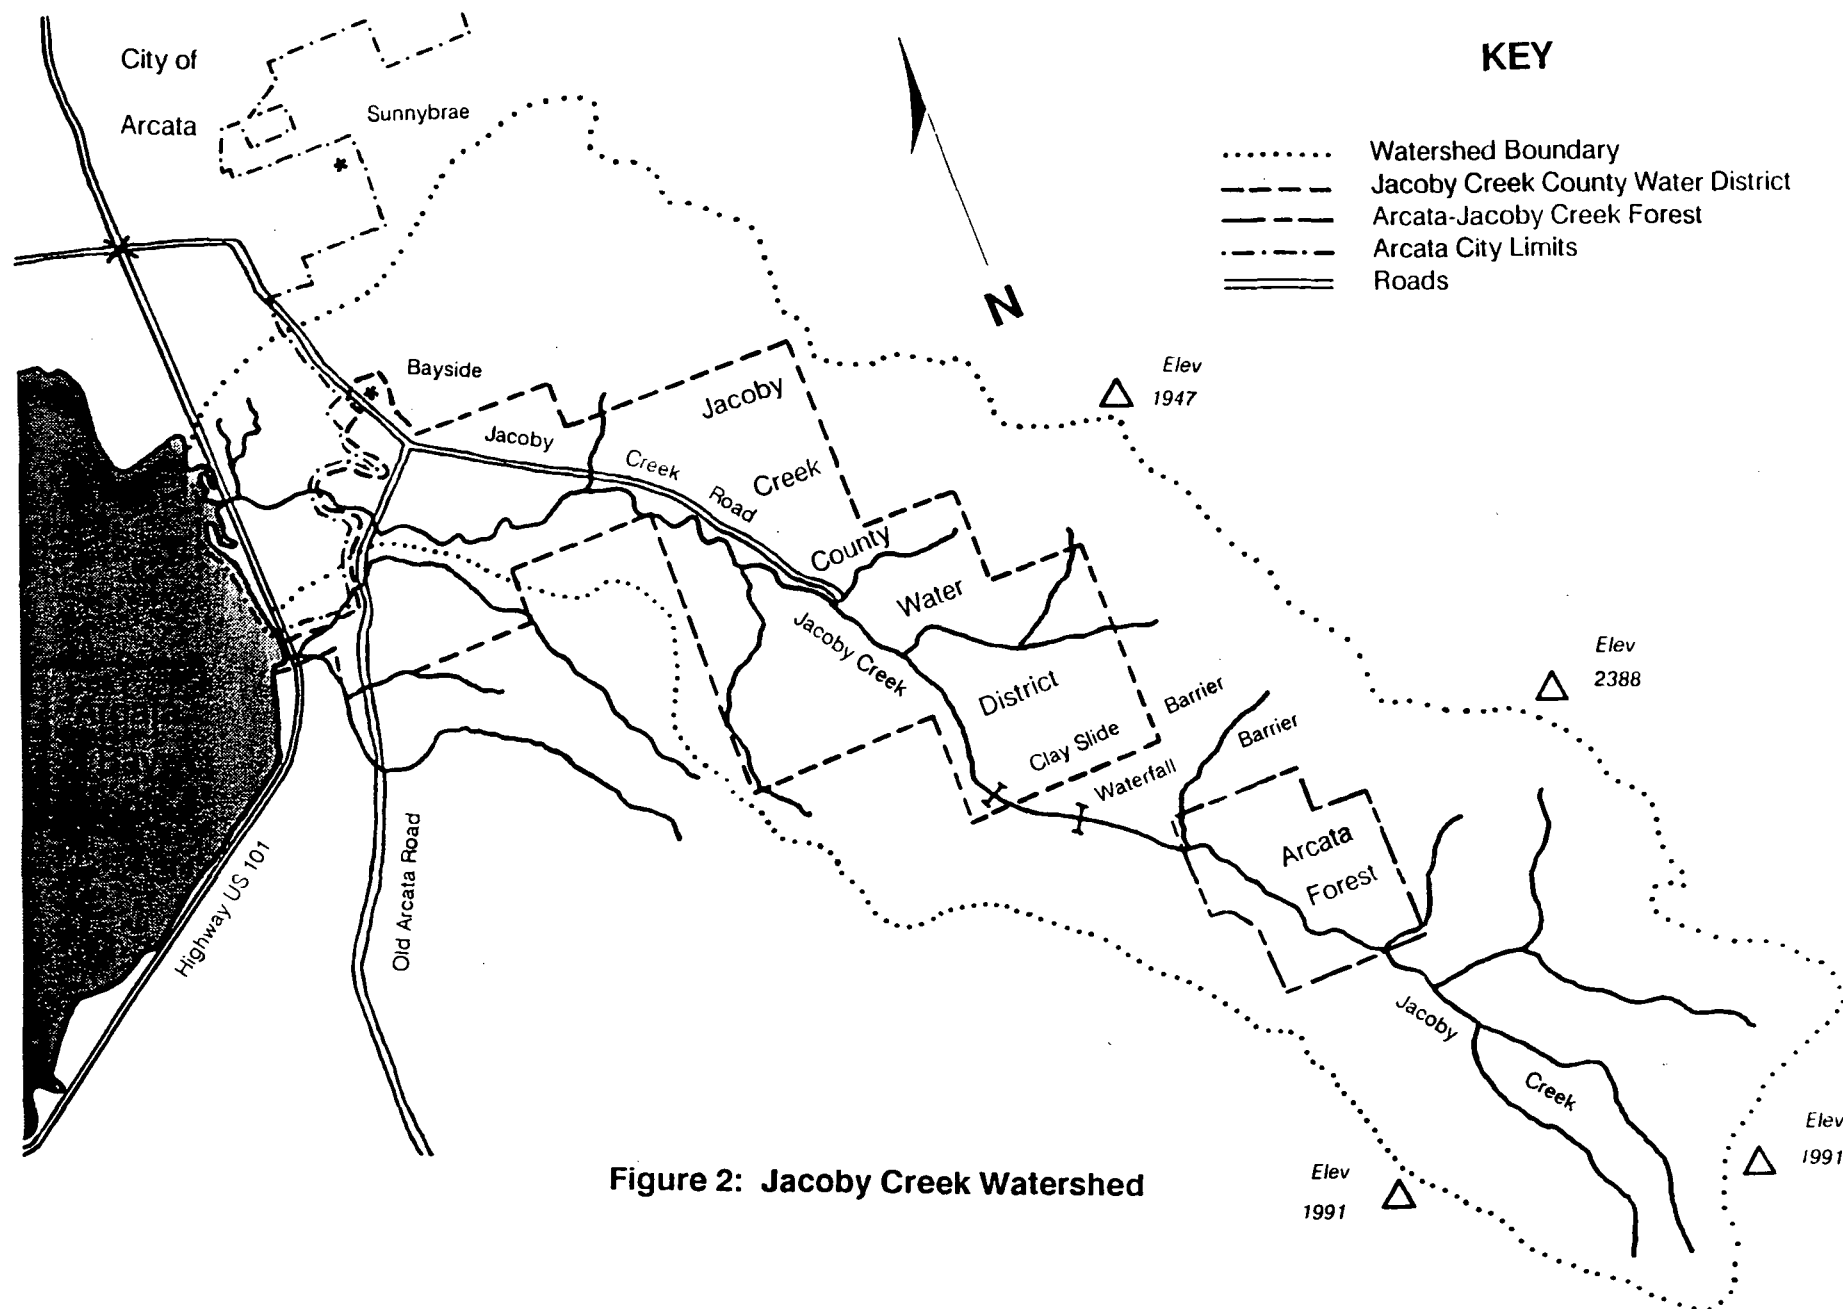 City of
Arcata
Sunnybrae
KEY
Watershed Boundary
Jacoby Creek County Water District
Arcata-Jacoby Creek Forest
Arcata City Limits
Roads
N
Bayside
Elev
1947
Jacoby
Creek
Road
Jacoby
Creek
County
Water
District
Jacoby Creek
Elev
2388
Clay Slide
Barrier
Waterfall
Barrier
Arcata
Forest
Arcata
Bay
Highway US 101
Old Arcata Road
Jacoby
Creek
Elev
1991
Elev
1991
Figure 2: Jacoby Creek Watershed